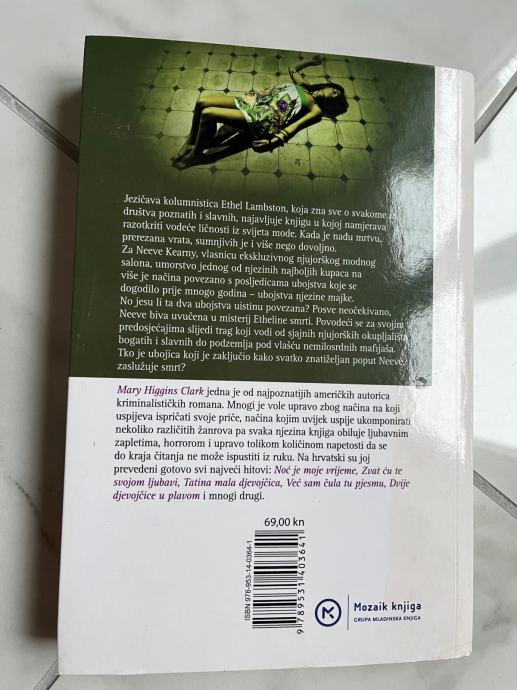 Jezičava kolumnistica Ethel Lambston, koja zna sve o svakome iz
društva poznatih i slavnih, najavljuje knjigu u kojoj namjerava
razotkriti vodeće ličnosti iz svijeta mode. Kada je nađu mrtvu,
prerezana vrata, sumnjivih je i više nego dovoljno.
Za Neeve Kearny, vlasnicu ekskluzivnog njujorškog modnog
salona, umorstvo jednog od njezinih najboljih kupaca na
više je načina povezano s posljedicama ubojstva koje se
dogodilo prije mnogo godina – ubojstva njezine majke.
No jesu li ta dva ubojstva uistinu povezana? Posve neočekivano,
Neeve biva uvučena u misterij Etheline smrti. Povodeći se za svojim
predosjećajima slijedi trag koji vodi od sjajnih njujorških okupljališta
bogatih i slavnih do podzemlja pod vlašću nemilosrdnih mafijaša.
Tko je ubojica koji je zaključio kako svatko znatiželjan poput Neeve
zaslužuje smrt?
Mary Higgins Clark jedna je od najpoznatijih američkih autorica
kriminalističkih romana. Mnogi je vole upravo zbog načina na koji
uspijeva ispričati svoje priče, načina kojim uvijek uspije ukomponirati
nekoliko različitih žanrova pa svaka njezina knjiga obiluje ljubavnim
zapletima, horrorom i upravo tolikom količinom napetosti da se
do kraja čitanja ne može ispustiti iz ruku. Na hrvatski su joj
prevedeni gotovo svi najveći hitovi: Noć je moje vrijeme, Zvat ću te
svojom ljubavi, Tatina mala djevojčica, Već sam čula tu pjesmu, Dvije
djevojčice u plavom i mnogi drugi.
69,00 kn
ISBN 978-953-14-0364-1
9 789531 403641
Mozaik knjiga
GRUPA MLADINSKA KNJIGA